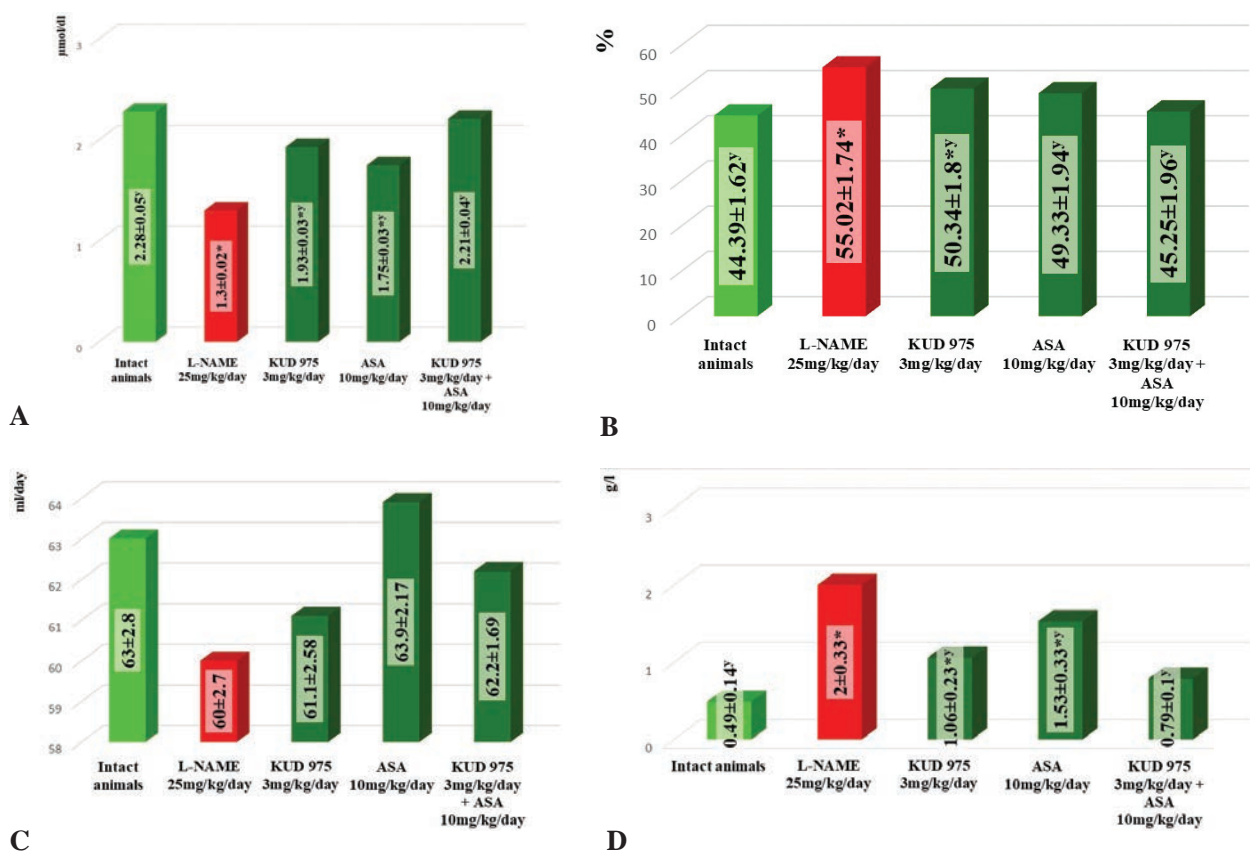 µmol/dl
3
2
1
0
2.28±0.05ʸ
1.3±0.02*
1.93±0.03*ʸ
1.75±0.03*ʸ
2.21±0.04ʸ
Intact
animals
L-NAME
25mg/kg/day
KUD 975
3mg/kg/day
ASA
10mg/kg/day
KUD 975
3mg/kg/day +
ASA
10mg/kg/day
A
%
60
50
40
30
20
10
0
44.39±1.62ʸ
55.02±1.74*
50.34±1.8*ʸ
49.33±1.94ʸ
45.25±1.96ʸ
Intact
animals
L-NAME
25mg/kg/day
KUD 975
3mg/kg/day
ASA
10mg/kg/day
KUD 975
3mg/kg/day +
ASA
10mg/kg/day
B
ml/day
64
63
62
61
60
59
58
63±2.8
60±2.7
61.1±2.58
63.9±2.17
62.2±1.69
Intact
animals
L-NAME
25mg/kg/day
KUD 975
3mg/kg/day
ASA
10mg/kg/day
KUD 975
3mg/kg/day
+ ASA
10mg/kg/day
C
g/l
3
2
1
0
0.49±0.14ʸ
2±0.33*
1.06±0.23*ʸ
1.53±0.33*ʸ
0.79±0.1ʸ
Intact animals
L-NAME
25mg/kg/day
KUD 975
3mg/kg/day
ASA
10mg/kg/day
KUD 975
3mg/kg/day +
ASA
10mg/kg/day
D